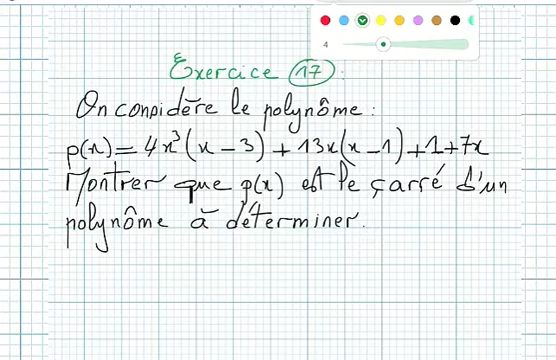 4
Exercice 17 :
On considère le polynôme :
p(x) = 4x³(x - 3) + 13x(x - 1) + 1 + 7x
Montrer que p(x) est le carré d'un
polynôme à déterminer.